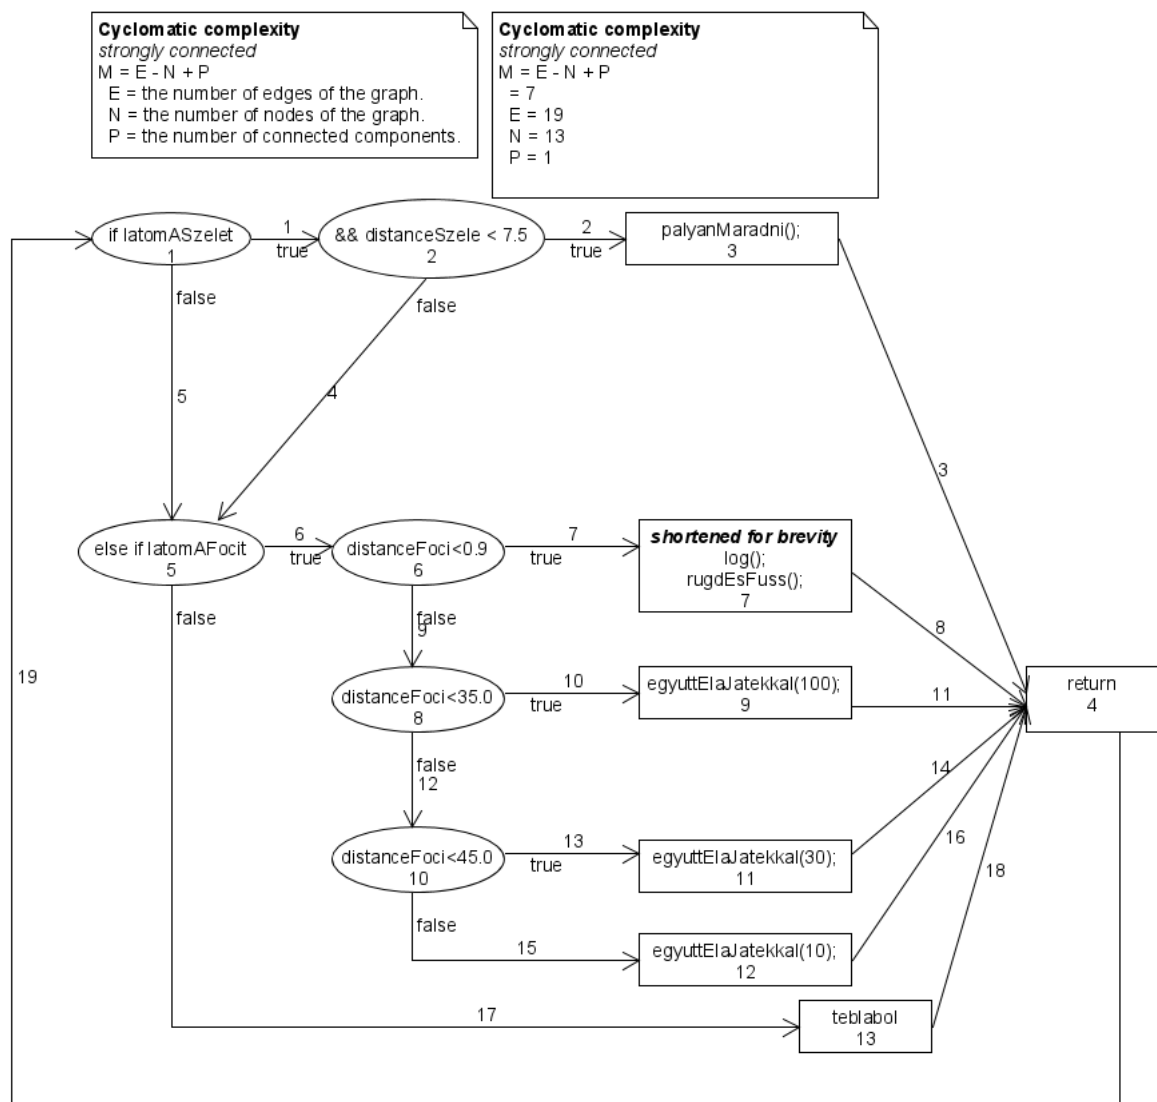 Cyclomatic complexity
strongly connected
M = E - N + P
E = the number of edges of the graph.
N = the number of nodes of the graph.
P = the number of connected components.
Cyclomatic complexity
strongly connected
M = E - N + P
= 7
E = 19
N = 13
P = 1
if latomASzelet
1
1
true
&& distanceSzele < 7.5
2
2
true
palyanMaradni();
3
false
false
5
4
3
else if latomAFocit
5
6
true
distanceFoci<0.9
6
7
true
shortened for brevity
log();
rugdEsFuss();
7
false
false
9
8
19
distanceFoci<35.0
8
10
true
egyuttElaJatekkal(100);
9
11
return
4
false
12
14
distanceFoci<45.0
10
13
true
egyuttElaJatekkal(30);
11
16
18
false
15
egyuttElaJatekkal(10);
12
17
teblabol
13